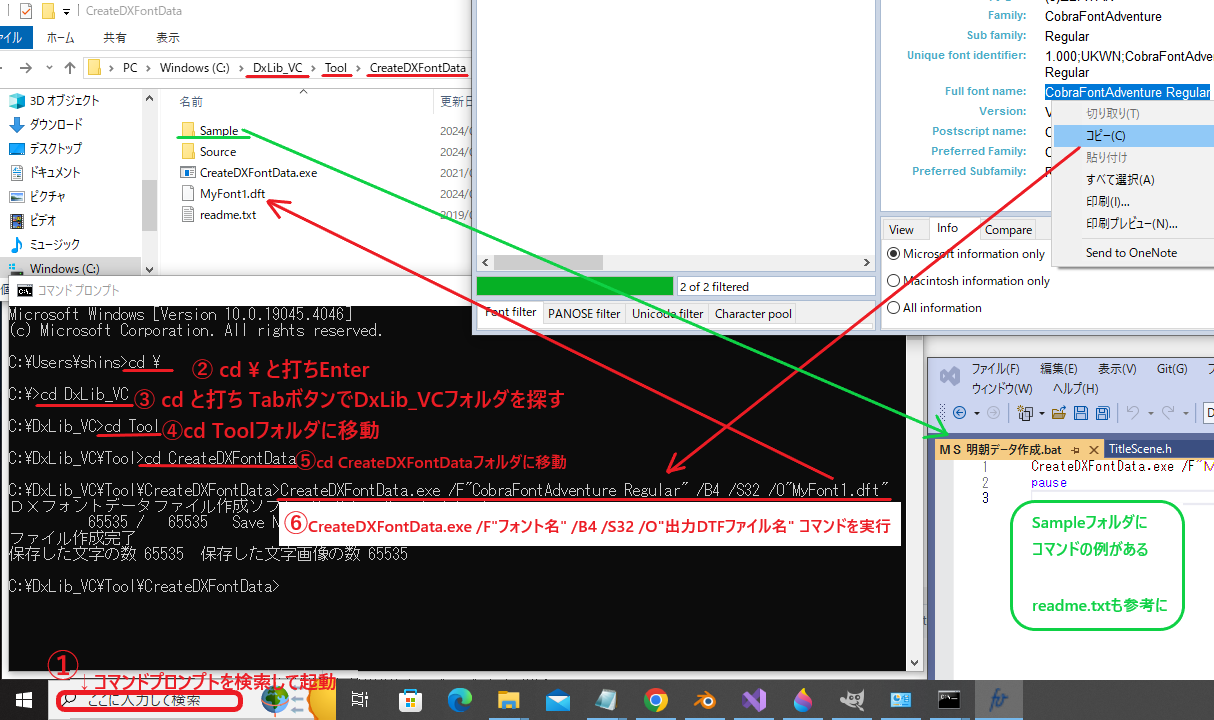 CreateDXFontData
ァイル ホーム 共有 表示
PC > Windows (C:) > DxLib_VC > Tool > CreateDXFontData
3D オブジェクト
ダウンロード
デスクトップ
ドキュメント
ピクチャ
ビデオ
ミュージック
Windows (C:)
名前 更新日
Sample 2024/0
Source 2024/0
CreateDXFontData.exe 2021/0
MyFont1.dft 2024/0
readme.txt 2019/0
Family: CobraFontAdventure
Sub family: Regular
Unique font identifier: 1.000;UKWN;CobraFontAdve
Regular
Full font name: CobraFontAdventure Regular
Version:
Postscript name:
Preferred Family:
Preferred Subfamily:
切り取り(T)
コピー(C)
貼り付け
すべて選択(A)
印刷(I)...
印刷プレビュー(N)...
Send to OneNote
View Info Compare
Microsoft information only
Macintosh information only
All information
2 of 2 filtered
Font filter PANOSE filter Unicode filter Character pool
コマンド プロンプト
Microsoft Windows [Version 10.0.19045.4046]
(c) Microsoft Corporation. All rights reserved.
C:¥Users¥shins>cd ¥
② cd ¥ と打ちEnter
C:¥>cd DxLib_VC
③ cd と打ち TabボタンでDxLib_VCフォルダを探す
C:¥DxLib_VC>cd Tool
④cd Toolフォルダに移動
C:¥DxLib_VC¥Tool>cd CreateDXFontData
⑤cd CreateDXFontDataフォルダに移動
C:¥DxLib_VC¥Tool¥CreateDXFontData>CreateDXFontData.exe /F"CobraFontAdventure Regular" /B4 /S32 /O"MyFont1.dft"
DXフォントデータファイル作成ソフ
65535 / 65535 Save N
ファイル作成完了
保存した文字の数 65535 保存した文字画像の数 65535
⑥CreateDXFontData.exe /F"フォント名" /B4 /S32 /O"出力DTFファイル名" コマンドを実行
C:¥DxLib_VC¥Tool¥CreateDXFontData>
ファイル(F) 編集(E) 表示(V) Git(G)
ウィンドウ(W) ヘルプ(H)
MS 明朝データ作成.bat TitleScene.h
1 CreateDXFontData.exe /F"M
2 pause
3
Sampleフォルダに
コマンドの例がある
readme.txtも参考に
①
↓コマンドプロンプトを検索して起動
ここに入力して検索